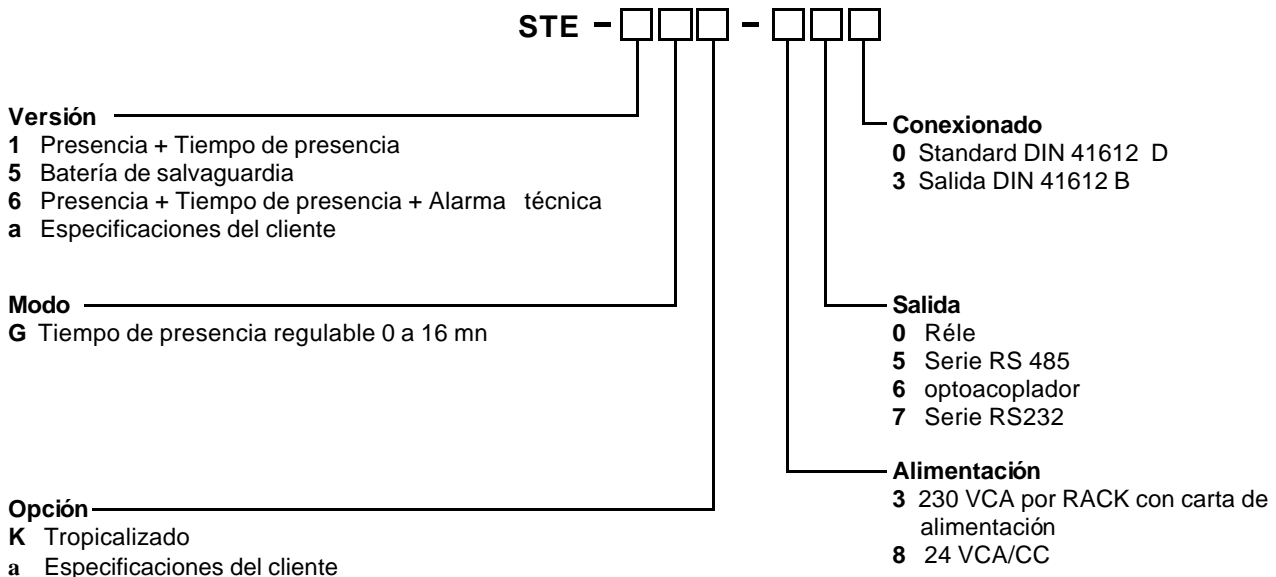 STE - -
Versión
1 Presencia + Tiempo de presencia
5 Batería de salvaguardia
6 Presencia + Tiempo de presencia + Alarma técnica
a Especificaciones del cliente
Modo
G Tiempo de presencia regulable 0 a 16 mn
Opción
K Tropicalizado
a Especificaciones del cliente
Conexionado
0 Standard DIN 41612 D
3 Salida DIN 41612 B
Salida
0 Réle
5 Serie RS 485
6 optoacoplador
7 Serie RS232
Alimentación
3 230 VCA por RACK con carta de
alimentación
8 24 VCA/CC